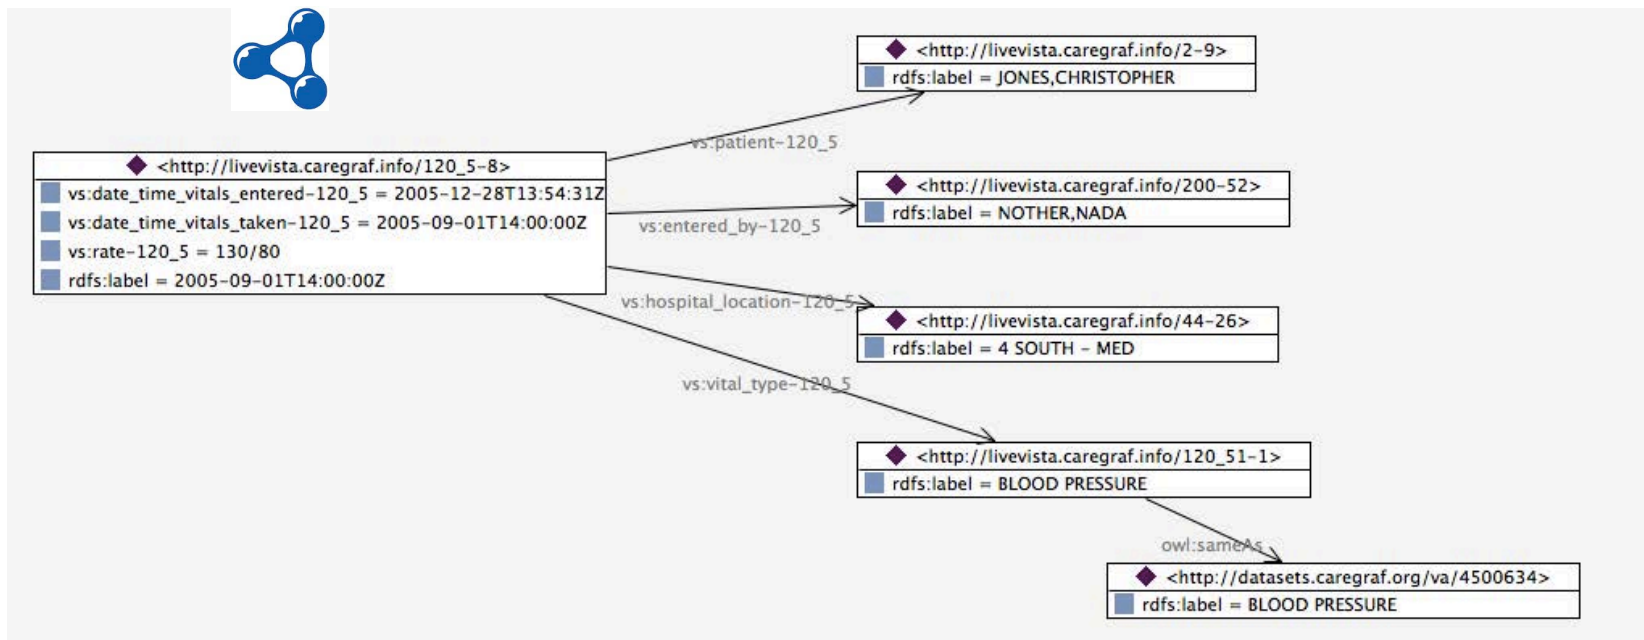 <http://livevista.caregraf.info/2-9>
rdfs:label = JONES,CHRISTOPHER
vs:patient-120_5
<http://livevista.caregraf.info/120_5-8>
vs:date_time_vitals_entered-120_5 = 2005-12-28T13:54:31Z
vs:date_time_vitals_taken-120_5 = 2005-09-01T14:00:00Z
vs:rate-120_5 = 130/80
rdfs:label = 2005-09-01T14:00:00Z
<http://livevista.caregraf.info/200-52>
rdfs:label = NOTHER,NADA
vs:entered_by-120_5
vs:hospital_location-120_5
<http://livevista.caregraf.info/44-26>
rdfs:label = 4 SOUTH - MED
vs:vital_type-120_5
<http://livevista.caregraf.info/120_51-1>
rdfs:label = BLOOD PRESSURE
owl:sameAs
<http://datasets.caregraf.org/va/4500634>
rdfs:label = BLOOD PRESSURE